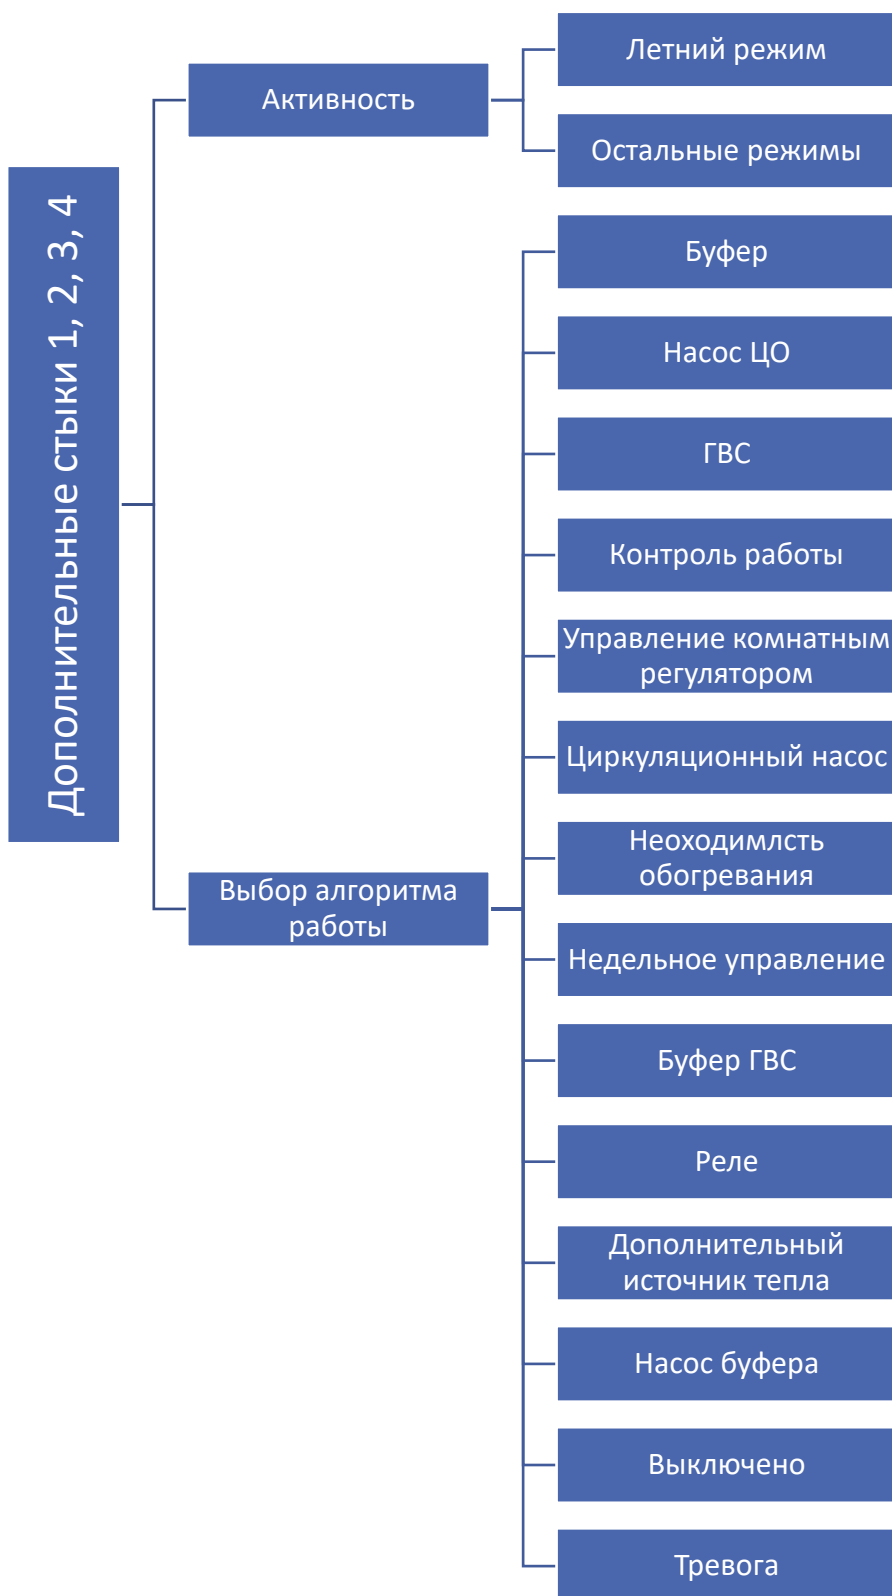 Дополнительные стыки 1, 2, 3, 4
Активность
Летний режим
Остальные режимы
Выбор алгоритма
работы
Буфер
Насос ЦО
ГВС
Контроль работы
Управление комнатным
регулятором
Циркуляционный насос
Неоходимлсть
обогревания
Недельное управление
Буфер ГВС
Реле
Дополнительный
источник тепла
Насос буфера
Выключено
Тревога